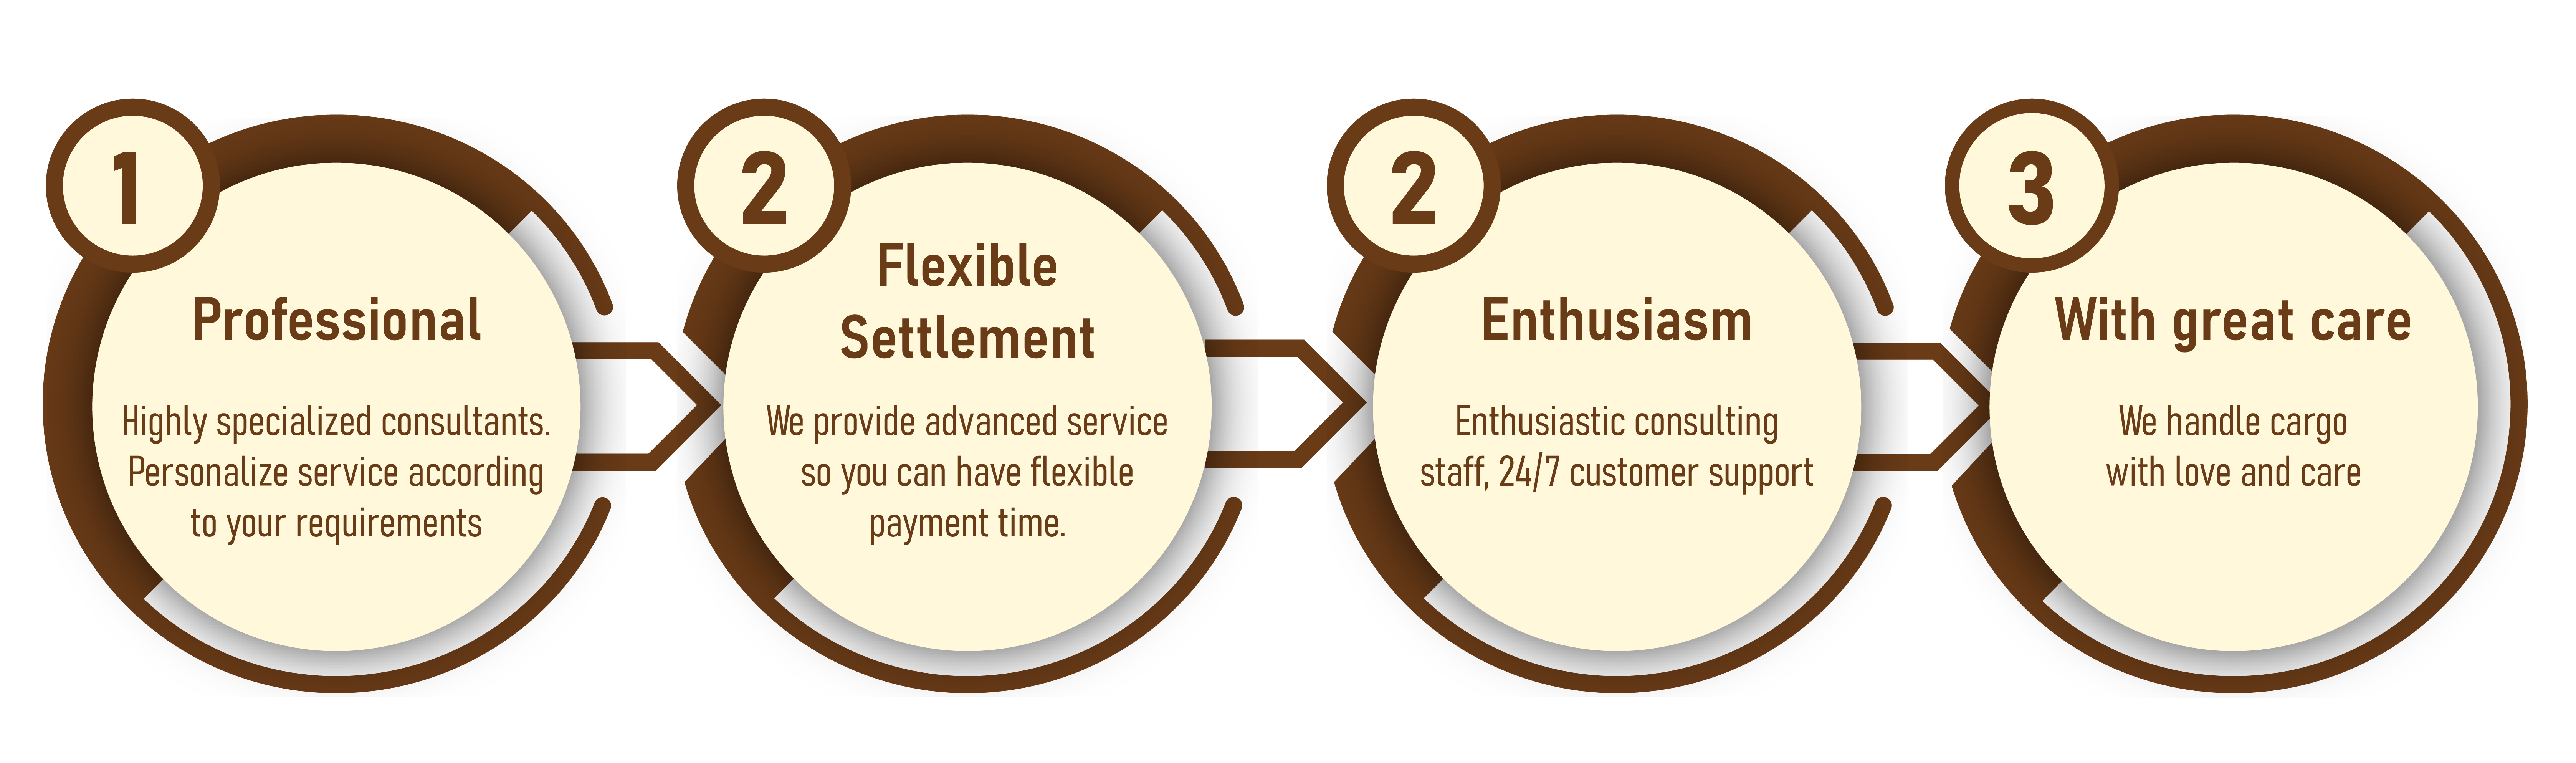 1
Professional
Highly specialized consultants.
Personalize service according
to your requirements
2
Flexible
Settlement
We provide advanced service
so you can have flexible
payment time.
2
Enthusiasm
Enthusiastic consulting
staff, 24/7 customer support
3
With great care
We handle cargo
with love and care